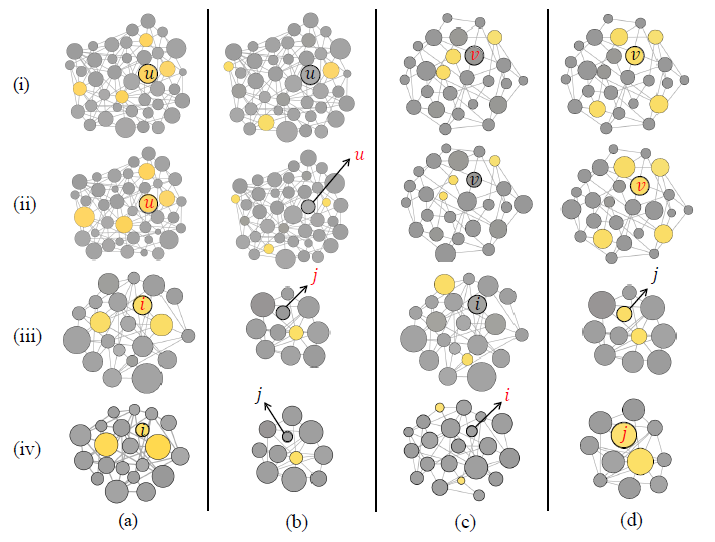 (i) u u v v
(ii) u u v v
(iii) i j i j
(iv) i j i j
(a) (b) (c) (d)